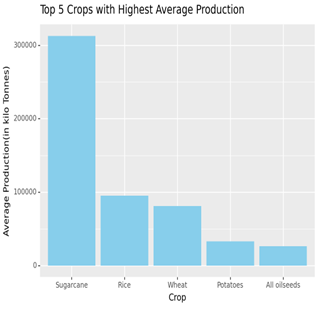 Top 5 Crops with Highest Average Production
Average Production(in kilo Tonnes)
300000
200000
100000
0
Sugarcane Rice Wheat Potatoes All oilseeds
Crop